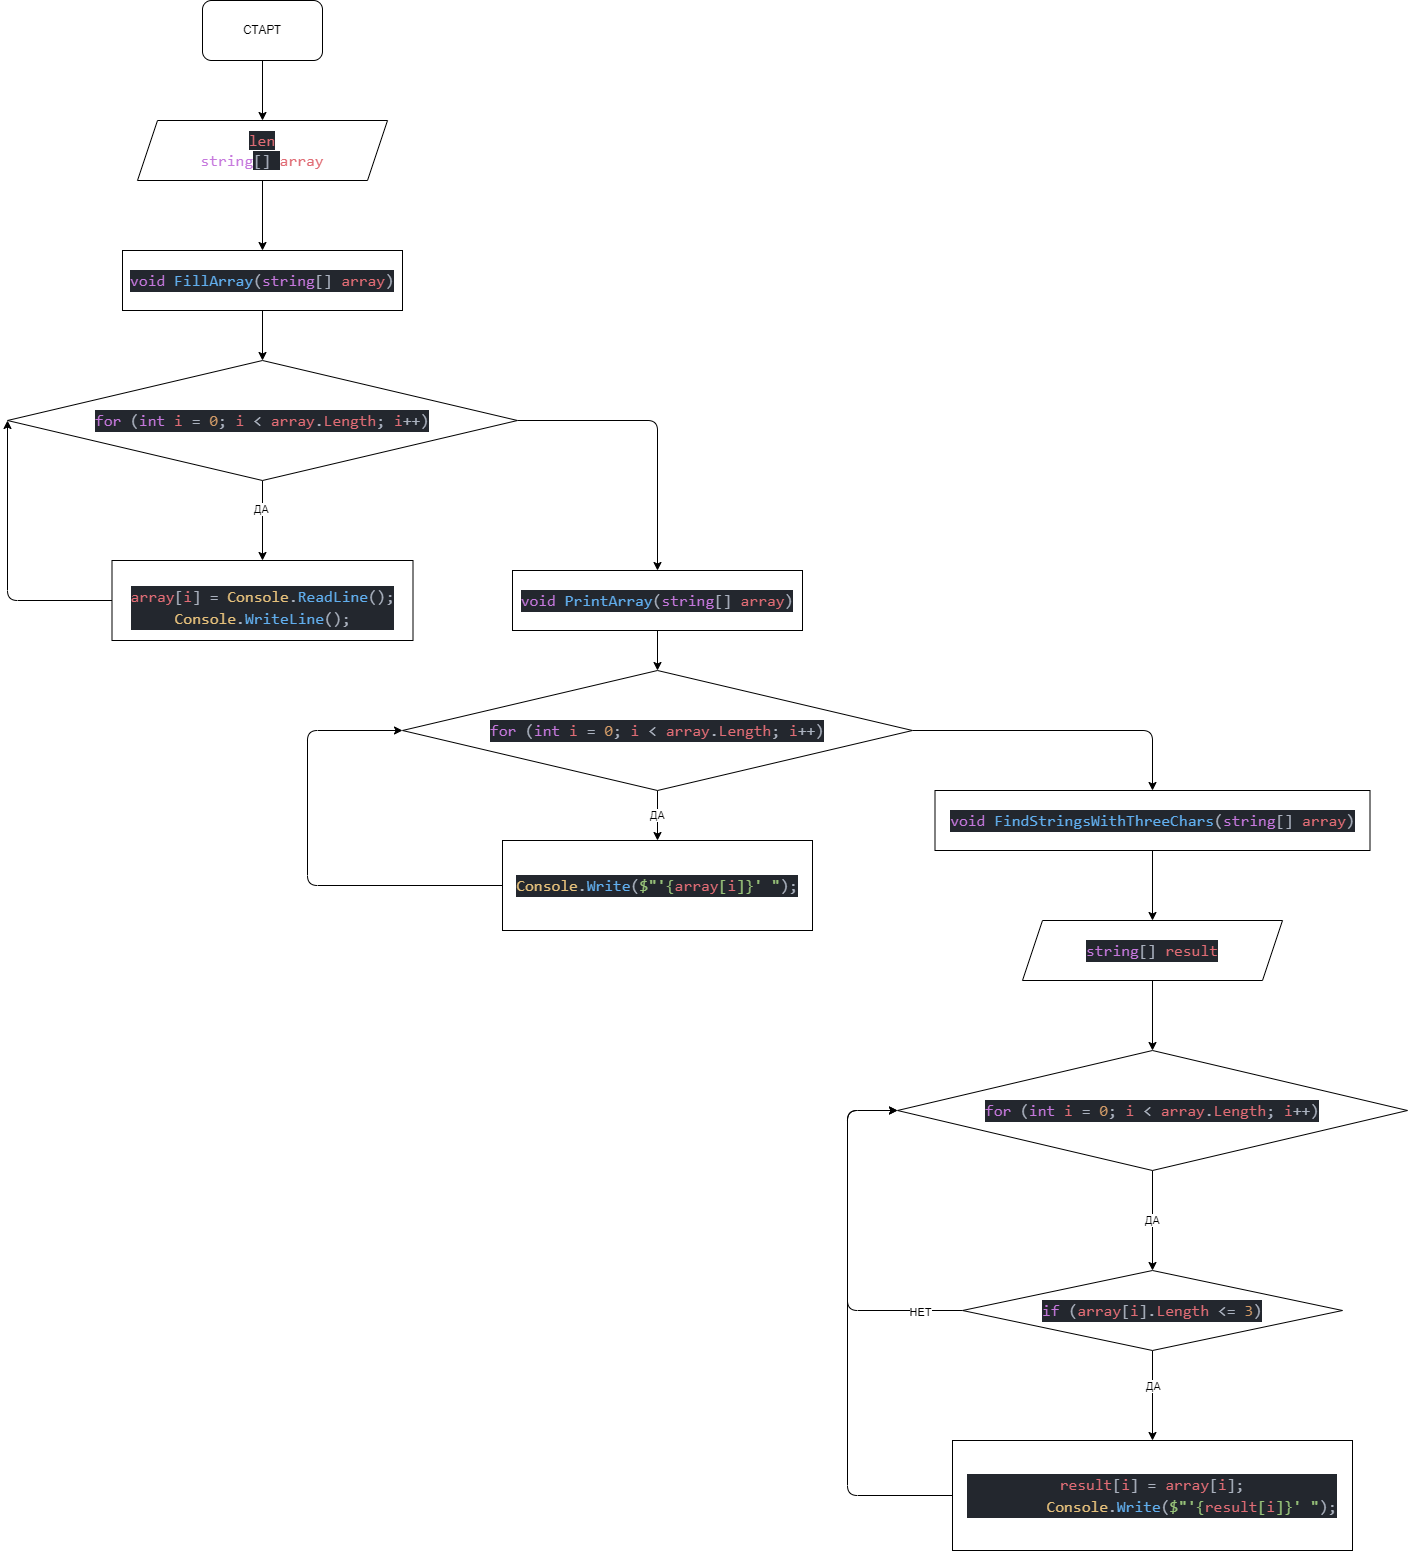 СТАРТ
len
string[] array
void FillArray(string[] array)
for (int i = 0; i < array.Length; i++)
ДА
array[i] = Console.ReadLine();
Console.WriteLine();
void PrintArray(string[] array)
for (int i = 0; i < array.Length; i++)
ДА
Console.Write($"'{array[i]}' ");
void FindStringsWithThreeChars(string[] array)
string[] result
for (int i = 0; i < array.Length; i++)
ДА
if (array[i].Length <= 3)
НЕТ
ДА
result[i] = array[i];
Console.Write($"'{result[i]}' ");